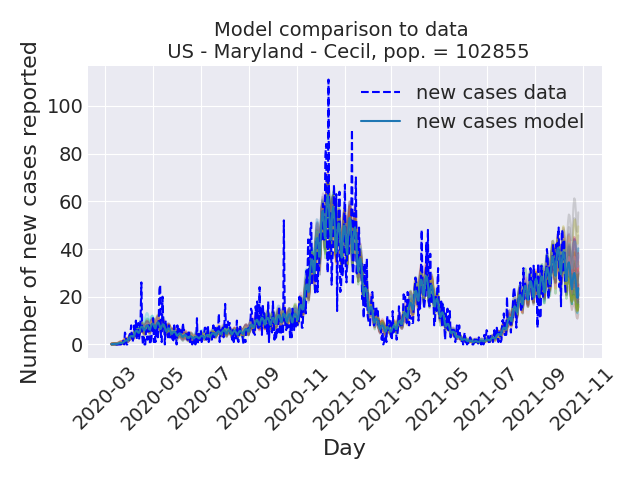 Model comparison to data
US - Maryland - Cecil, pop. = 102855
Number of new cases reported
100
80
60
40
20
0
new cases data
new cases model
2020-03
2020-05
2020-07
2020-09
2020-11
2021-01
2021-03
2021-05
2021-07
2021-09
2021-11
Day